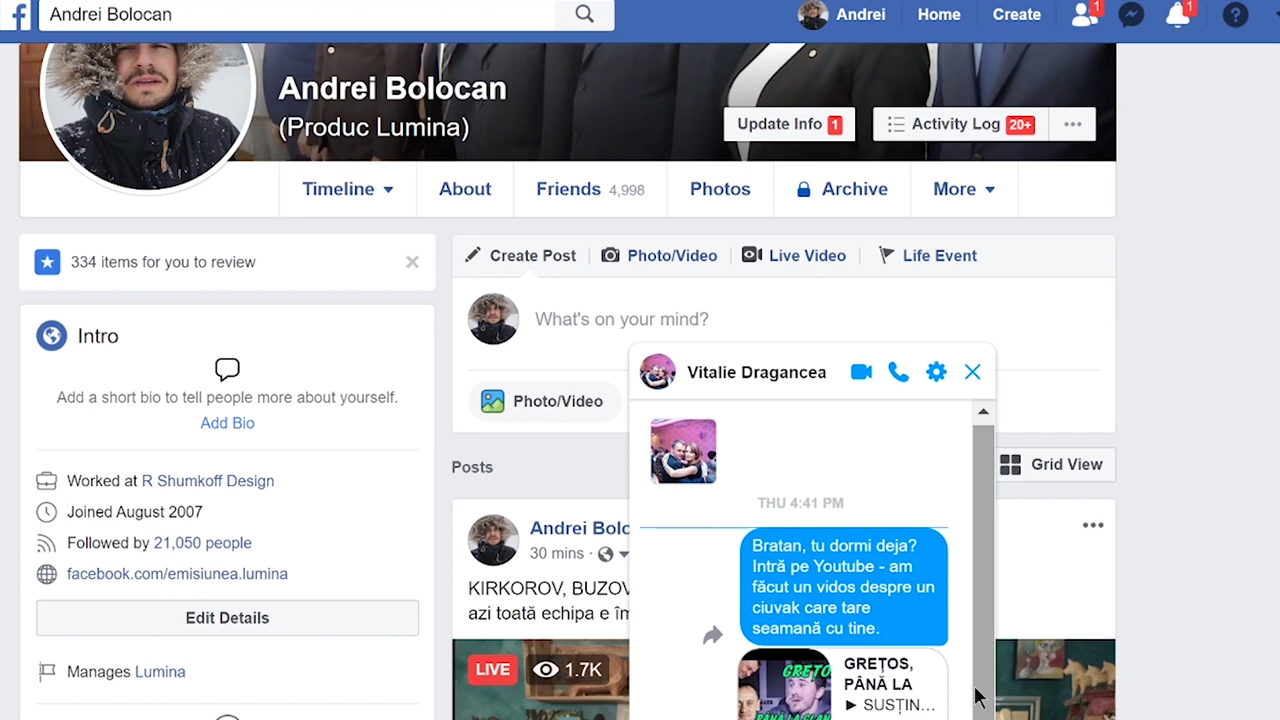 f
Andrei Bolocan
Andrei
Home
Create
1
1
?
Andrei Bolocan
(Produc Lumina)
Update Info 1
Activity Log 20+
Timeline
About
Friends 4,998
Photos
Archive
More
334 items for you to review
Create Post
Photo/Video
Live Video
Life Event
Intro
What's on your mind?
Add a short bio to tell people more about yourself.
Add Bio
Photo/Video
Vitalie Dragancea
Worked at R Shumkoff Design
Joined August 2007
Followed by 21,050 people
facebook.com/emisiunea.lumina
Edit Details
Manages Lumina
Posts
Grid View
Andrei Bolo
30 mins ·
KIRKOROV, BUZOV
azi toată echipa e îm
LIVE
1.7K
THU 4:41 PM
Bratan, tu dormi deja?
Intră pe Youtube - am
făcut un vidos despre un
ciuvak care tare
seamană cu tine.
GREȚO
GREȚOS,
PÂNĂ LA
SUSȚIN...